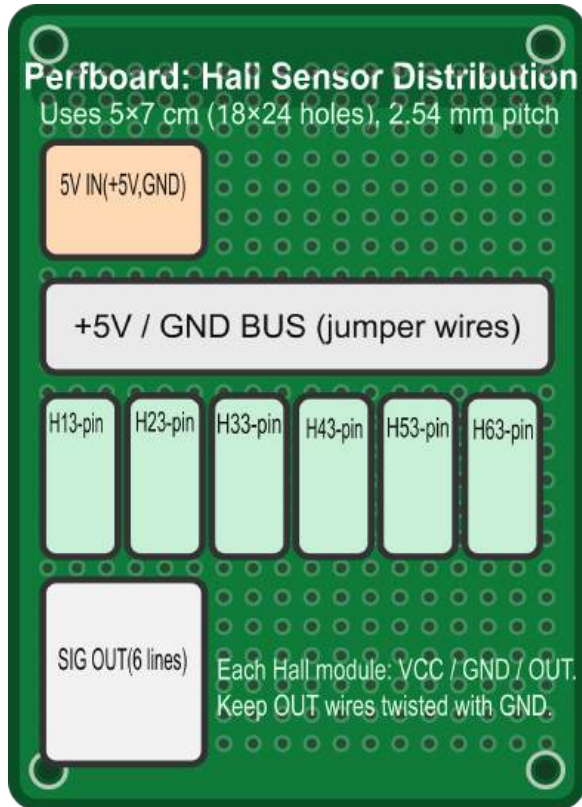 Perfboard: Hall Sensor Distribution
Uses 5×7 cm (18×24 holes), 2.54 mm pitch
5V IN(+5V,GND)
+5V / GND BUS (jumper wires)
H13-pin
H23-pin
H33-pin
H43-pin
H53-pin
H63-pin
SIG OUT(6 lines)
Each Hall module: VCC / GND / OUT.
Keep OUT wires twisted with GND.